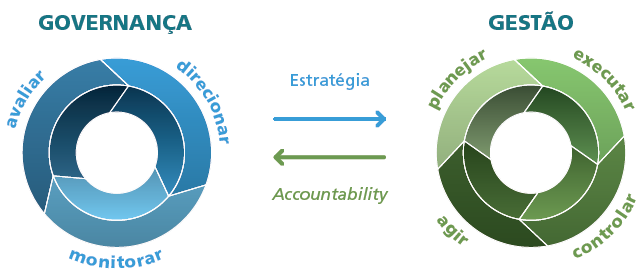 GOVERNANÇA
avaliar
direcionar
monitorar
Estratégia
Accountability
GESTÃO
planejar
executar
controlar
agir